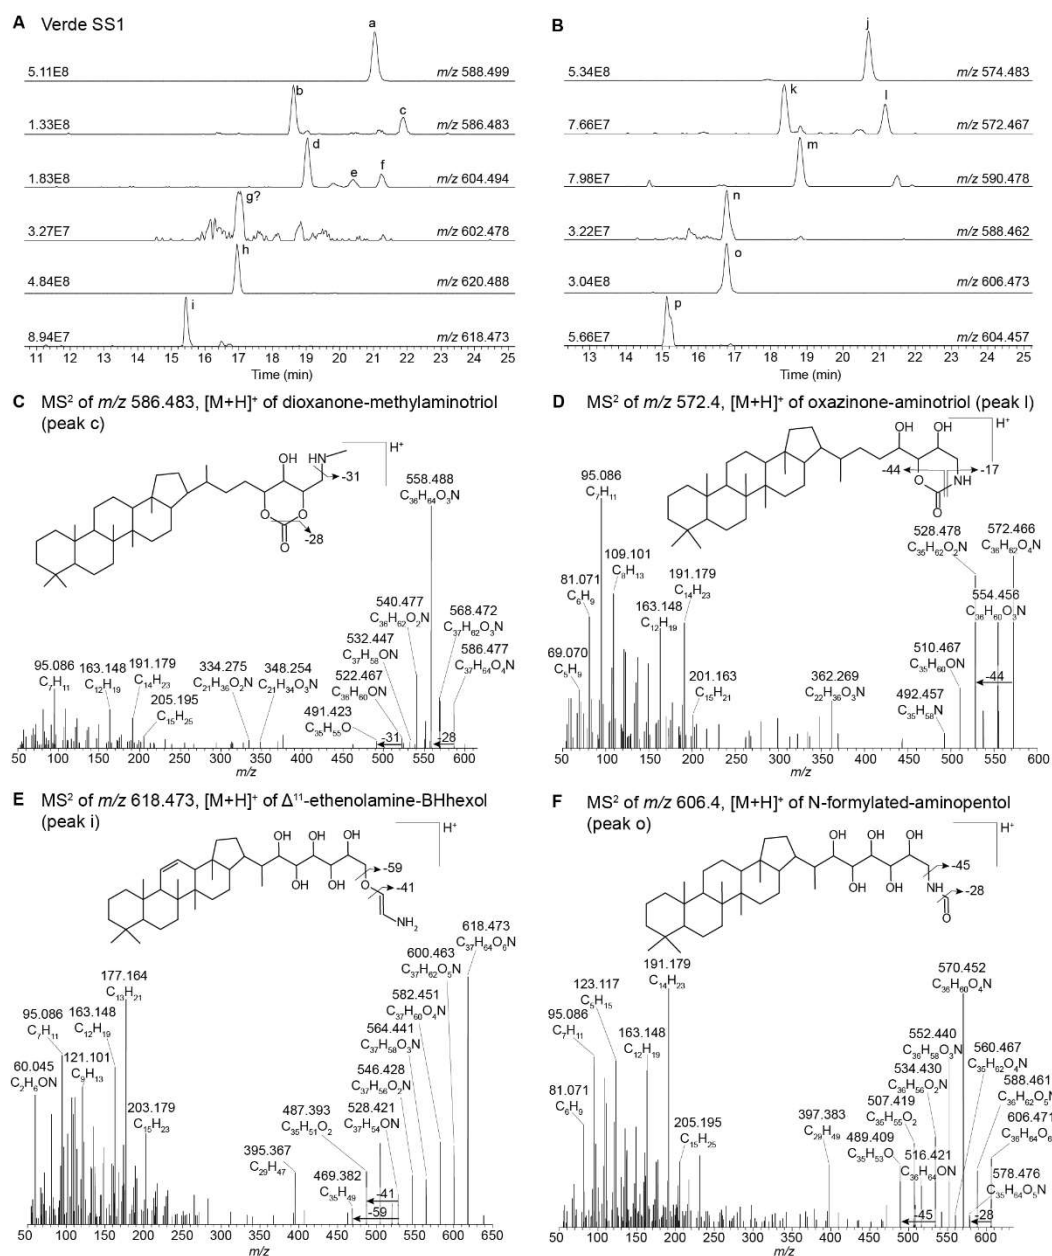 A Verde SS1
a
5.11E8
m/z 588.499
b
c
1.33E8
m/z 586.483
d
e
f
1.83E8
m/z 604.494
g?
3.27E7
m/z 602.478
h
4.84E8
m/z 620.488
i
8.94E7
m/z 618.473
11 12 13 14 15 16 17 18 19 20 21 22 23 24 25
Time (min)
B
j
5.34E8
m/z 574.483
k
l
7.66E7
m/z 572.467
m
7.98E7
m/z 590.478
n
3.22E7
m/z 588.462
o
3.04E8
m/z 606.473
p
5.66E7
m/z 604.457
13 14 15 16 17 18 19 20 21 22 23 24 25
Time (min)
C MS² of m/z 586.483, [M+H]⁺ of dioxanone-methylaminotriol
(peak c)
H⁺
HN
OH
-31
O O
O
-28
558.488
C₃₆H₆₄O₃N
540.477
C₃₆H₆₂O₂N
568.472
C₃₇H₆₂O₃N
532.447
C₃₇H₅₈ON
586.477
C₃₇H₆₄O₄N
522.467
C₃₆H₆₀ON
95.086
C₇H₁₁
163.148
C₁₂H₁₉
191.179
C₁₄H₂₃
205.195
C₁₅H₂₅
334.275
C₂₁H₃₆O₂N
348.254
C₂₁H₃₄O₃N
491.423
C₃₅H₅₅O
-31
-28
50 100 150 200 250 300 350 400 450 500 550 600
m/z
D MS² of m/z 572.4, [M+H]⁺ of oxazinone-aminotriol (peak l)
OH OH
H⁺
-44
-17
O NH
O
95.086
C₇H₁₁
109.101
C₈H₁₃
81.071
C₆H₉
191.179
C₁₄H₂₃
163.148
C₁₂H₁₉
69.070
C₅H₉
201.163
C₁₅H₂₁
362.269
C₂₂H₃₆O₃N
528.478
C₃₅H₆₂O₂N
572.466
C₃₆H₆₂O₄N
554.456
C₃₆H₆₀O₃N
510.467
C₃₅H₆₀ON
492.457
C₃₅H₅₈N
-44
50 100 150 200 250 300 350 400 450 500 550 600
m/z
E MS² of m/z 618.473, [M+H]⁺ of Δ¹¹-ethenolamine-BHhexol
(peak i)
OH OH OH
H⁺
OH OH
O
-59
-41
NH₂
618.473
C₃₇H₆₄O₆N
600.463
C₃₇H₆₂O₅N
582.451
C₃₇H₆₀O₄N
564.441
C₃₇H₅₈O₃N
546.428
C₃₇H₅₆O₂N
528.421
C₃₇H₅₄ON
177.164
C₁₃H₂₁
95.086
C₇H₁₁
163.148
C₁₂H₁₉
121.101
C₉H₁₃
60.045
C₂H₆ON
203.179
C₁₅H₂₃
395.367
C₂₉H₄₇
487.393
C₃₅H₅₁O₂
469.382
C₃₅H₄₉
-41
-59
50 100 150 200 250 300 350 400 450 500 550 600 640
m/z
F MS² of m/z 606.4, [M+H]⁺ of N-formylated-aminopentol
(peak o)
OH OH OH
H⁺
OH OH
-45
NH
-28
O
191.179
C₁₄H₂₃
123.117
C₅H₁₅
95.086
C₇H₁₁
163.148
C₁₂H₁₉
81.071
C₆H₉
205.195
C₁₅H₂₅
397.383
C₂₉H₄₉
570.452
C₃₆H₆₀O₄N
552.440
C₃₆H₅₈O₃N
534.430
C₃₆H₅₆O₂N
560.467
C₃₅H₆₂O₄N
507.419
C₃₅H₅₅O₂
588.461
C₃₆H₆₂O₅N
489.409
C₃₅H₅₃O
516.421
C₃₆H₆₄ON
606.471
C₃₆H₆₄O₆
578.476
C₃₅H₆₄O₅N
-45
-28
50 100 150 200 250 300 350 400 450 500 550 600
m/z